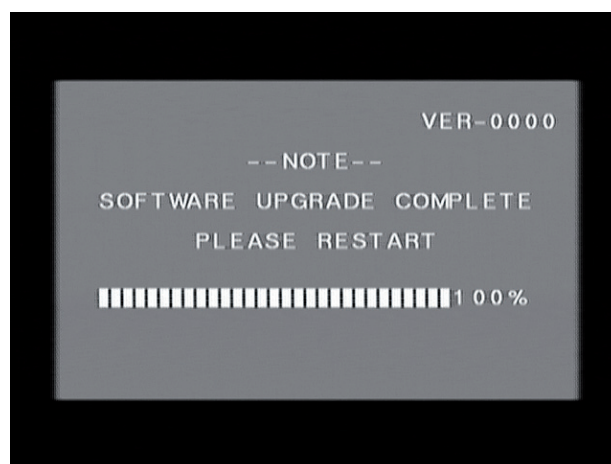 VER-0000
--NOTE--
SOFTWARE UPGRADE COMPLETE
PLEASE RESTART
100%